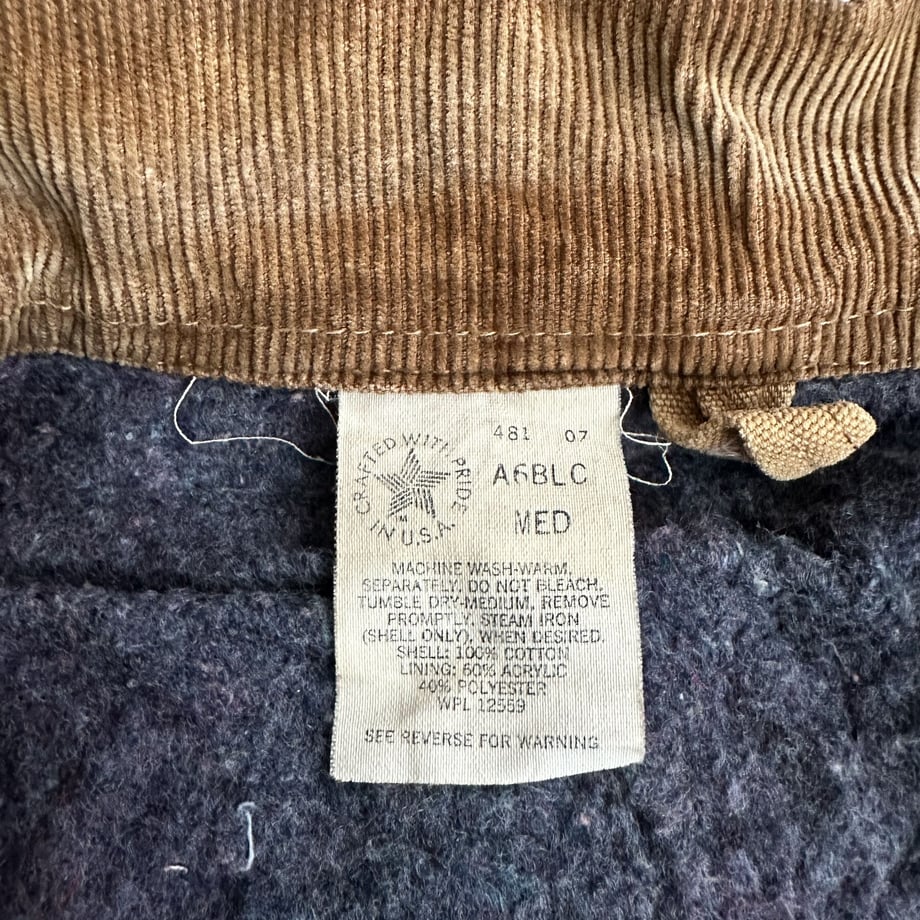 CRAFTED WITH PRIDE
IN U.S.A.
481 07
A6BLC
MED
MACHINE WASH-WARM,
SEPARATELY. DO NOT BLEACH.
TUMBLE DRY-MEDIUM, REMOVE
PROMPTLY. STEAM IRON
(SHELL ONLY), WHEN DESIRED.
SHELL: 100% COTTON
LINING: 60% ACRYLIC
40% POLYESTER
WPL 12559
SEE REVERSE FOR WARNING